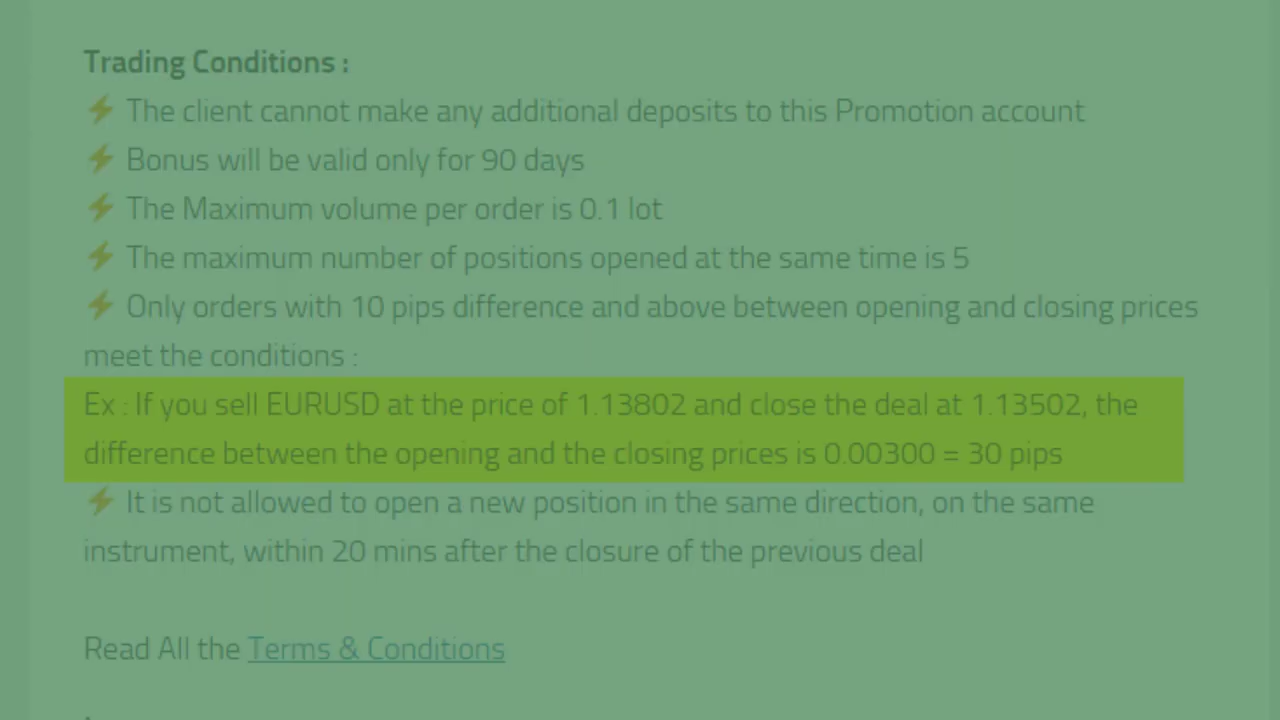 Trading Conditions :
⚡ The client cannot make any additional deposits to this Promotion account
⚡ Bonus will be valid only for 90 days
⚡ The Maximum volume per order is 0.1 lot
⚡ The maximum number of positions opened at the same time is 5
⚡ Only orders with 10 pips difference and above between opening and closing prices
meet the conditions :
Ex : If you sell EURUSD at the price of 1.13802 and close the deal at 1.13502, the
difference between the opening and the closing prices is 0.00300 = 30 pips
⚡ It is not allowed to open a new position in the same direction, on the same
instrument, within 20 mins after the closure of the previous deal
Read All the Terms & Conditions